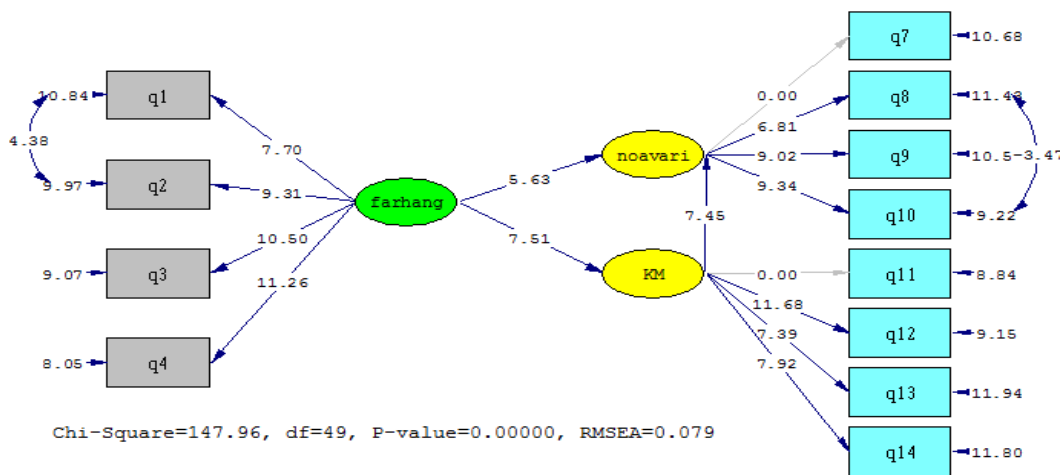 q7
10.68
10.84
q1
0.00
q8
11.43
4.38
7.70
6.81
noavari
9.02
q9
10.5
-3.47
9.97
q2
9.31
farhang
5.63
9.34
q10
9.22
10.50
7.51
7.45
9.07
q3
11.26
KM
0.00
q11
8.84
11.68
q12
9.15
7.39
8.05
q4
7.92
q13
11.94
Chi-Square=147.96, df=49, P-value=0.00000, RMSEA=0.079
q14
11.80